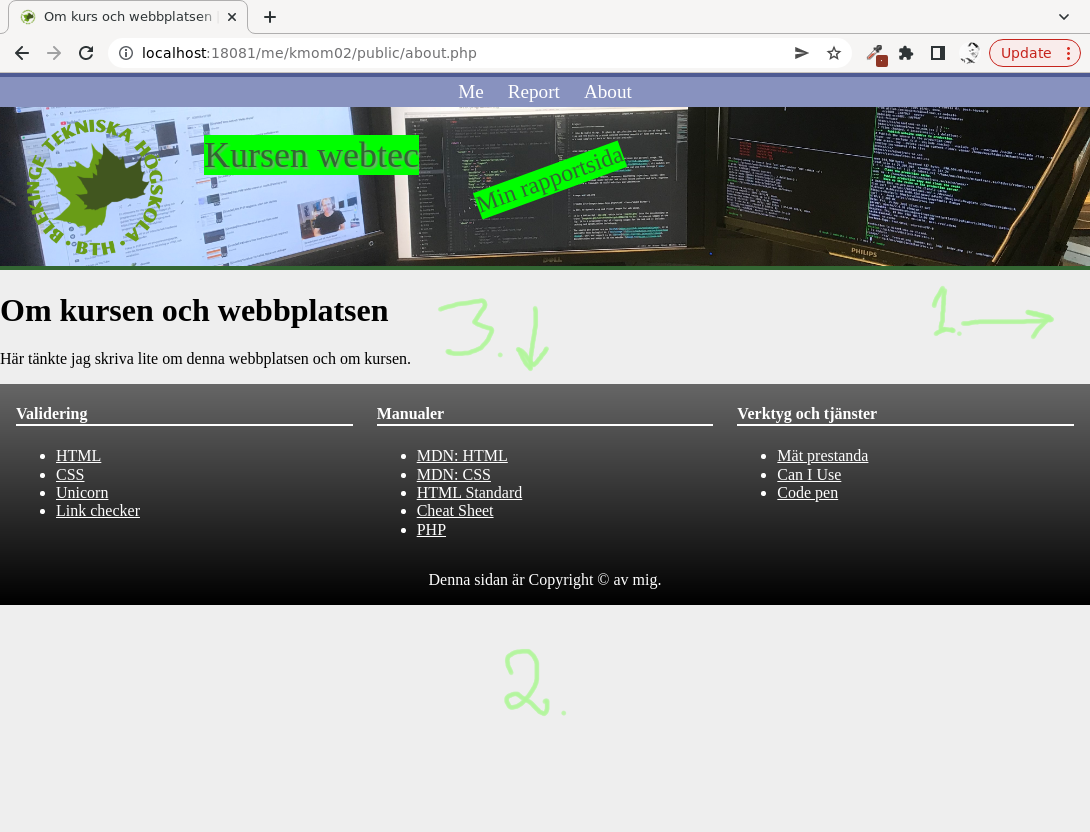 Om kurs och webbplatsen
localhost:18081/me/kmom02/public/about.php
Update
Me Report About
BLEKINGE TEKNISKA HÖGSKOLA · BTH ·
Kursen webtec
Min rapportsida
DELL
PHILIPS
Om kursen och webbplatsen
3.
1.
Här tänkte jag skriva lite om denna webbplatsen och om kursen.
Validering
HTML
CSS
Unicorn
Link checker
Manualer
MDN: HTML
MDN: CSS
HTML Standard
Cheat Sheet
PHP
Verktyg och tjänster
Mät prestanda
Can I Use
Code pen
Denna sidan är Copyright © av mig.
2.